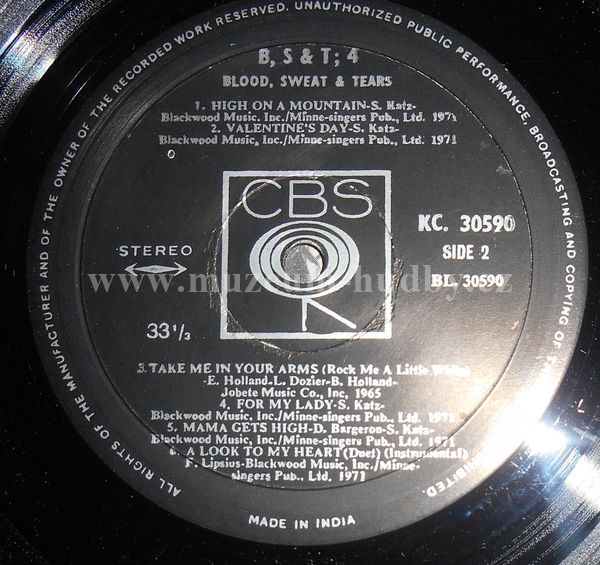 B, S & T; 4
BLOOD, SWEAT & TEARS
1. HIGH ON A MOUNTAIN-S. Katz-
Blackwood Music, Inc./Minne-singers Pub., Ltd. 1971
2. VALENTINE'S DAY-S. Katz-
Blackwood Music, Inc./Minne-singers Pub., Ltd. 1971
CBS
STEREO
33 1/3
KC. 30590
SIDE 2
BL. 30590
www.muzeum-hudby.cz
3. TAKE ME IN YOUR ARMS (Rock Me A Little While)
-E. Holland-L. Dozier-B. Holland-
Jobete Music Co., Inc, 1965
4. FOR MY LADY-S. Katz-
Blackwood Music, Inc./Minne-singers Pub., Ltd. 1971
5. MAMA GETS HIGH-D. Bargeron-S. Katz-
Blackwood Music, Inc./Minne-singers Pub., Ltd. 1971
6. A LOOK TO MY HEART(Duet) (Instrumental)
F. Lipsius-Blackwood Music, Inc./Minne-
singers Pub., Ltd. 1971
ALL RIGHTS OF THE MANUFACTURER AND OF THE OWNER OF THE RECORDED WORK RESERVED. UNAUTHORIZED PUBLIC PERFORMANCE, BROADCASTING AND COPYING OF
MADE IN INDIA